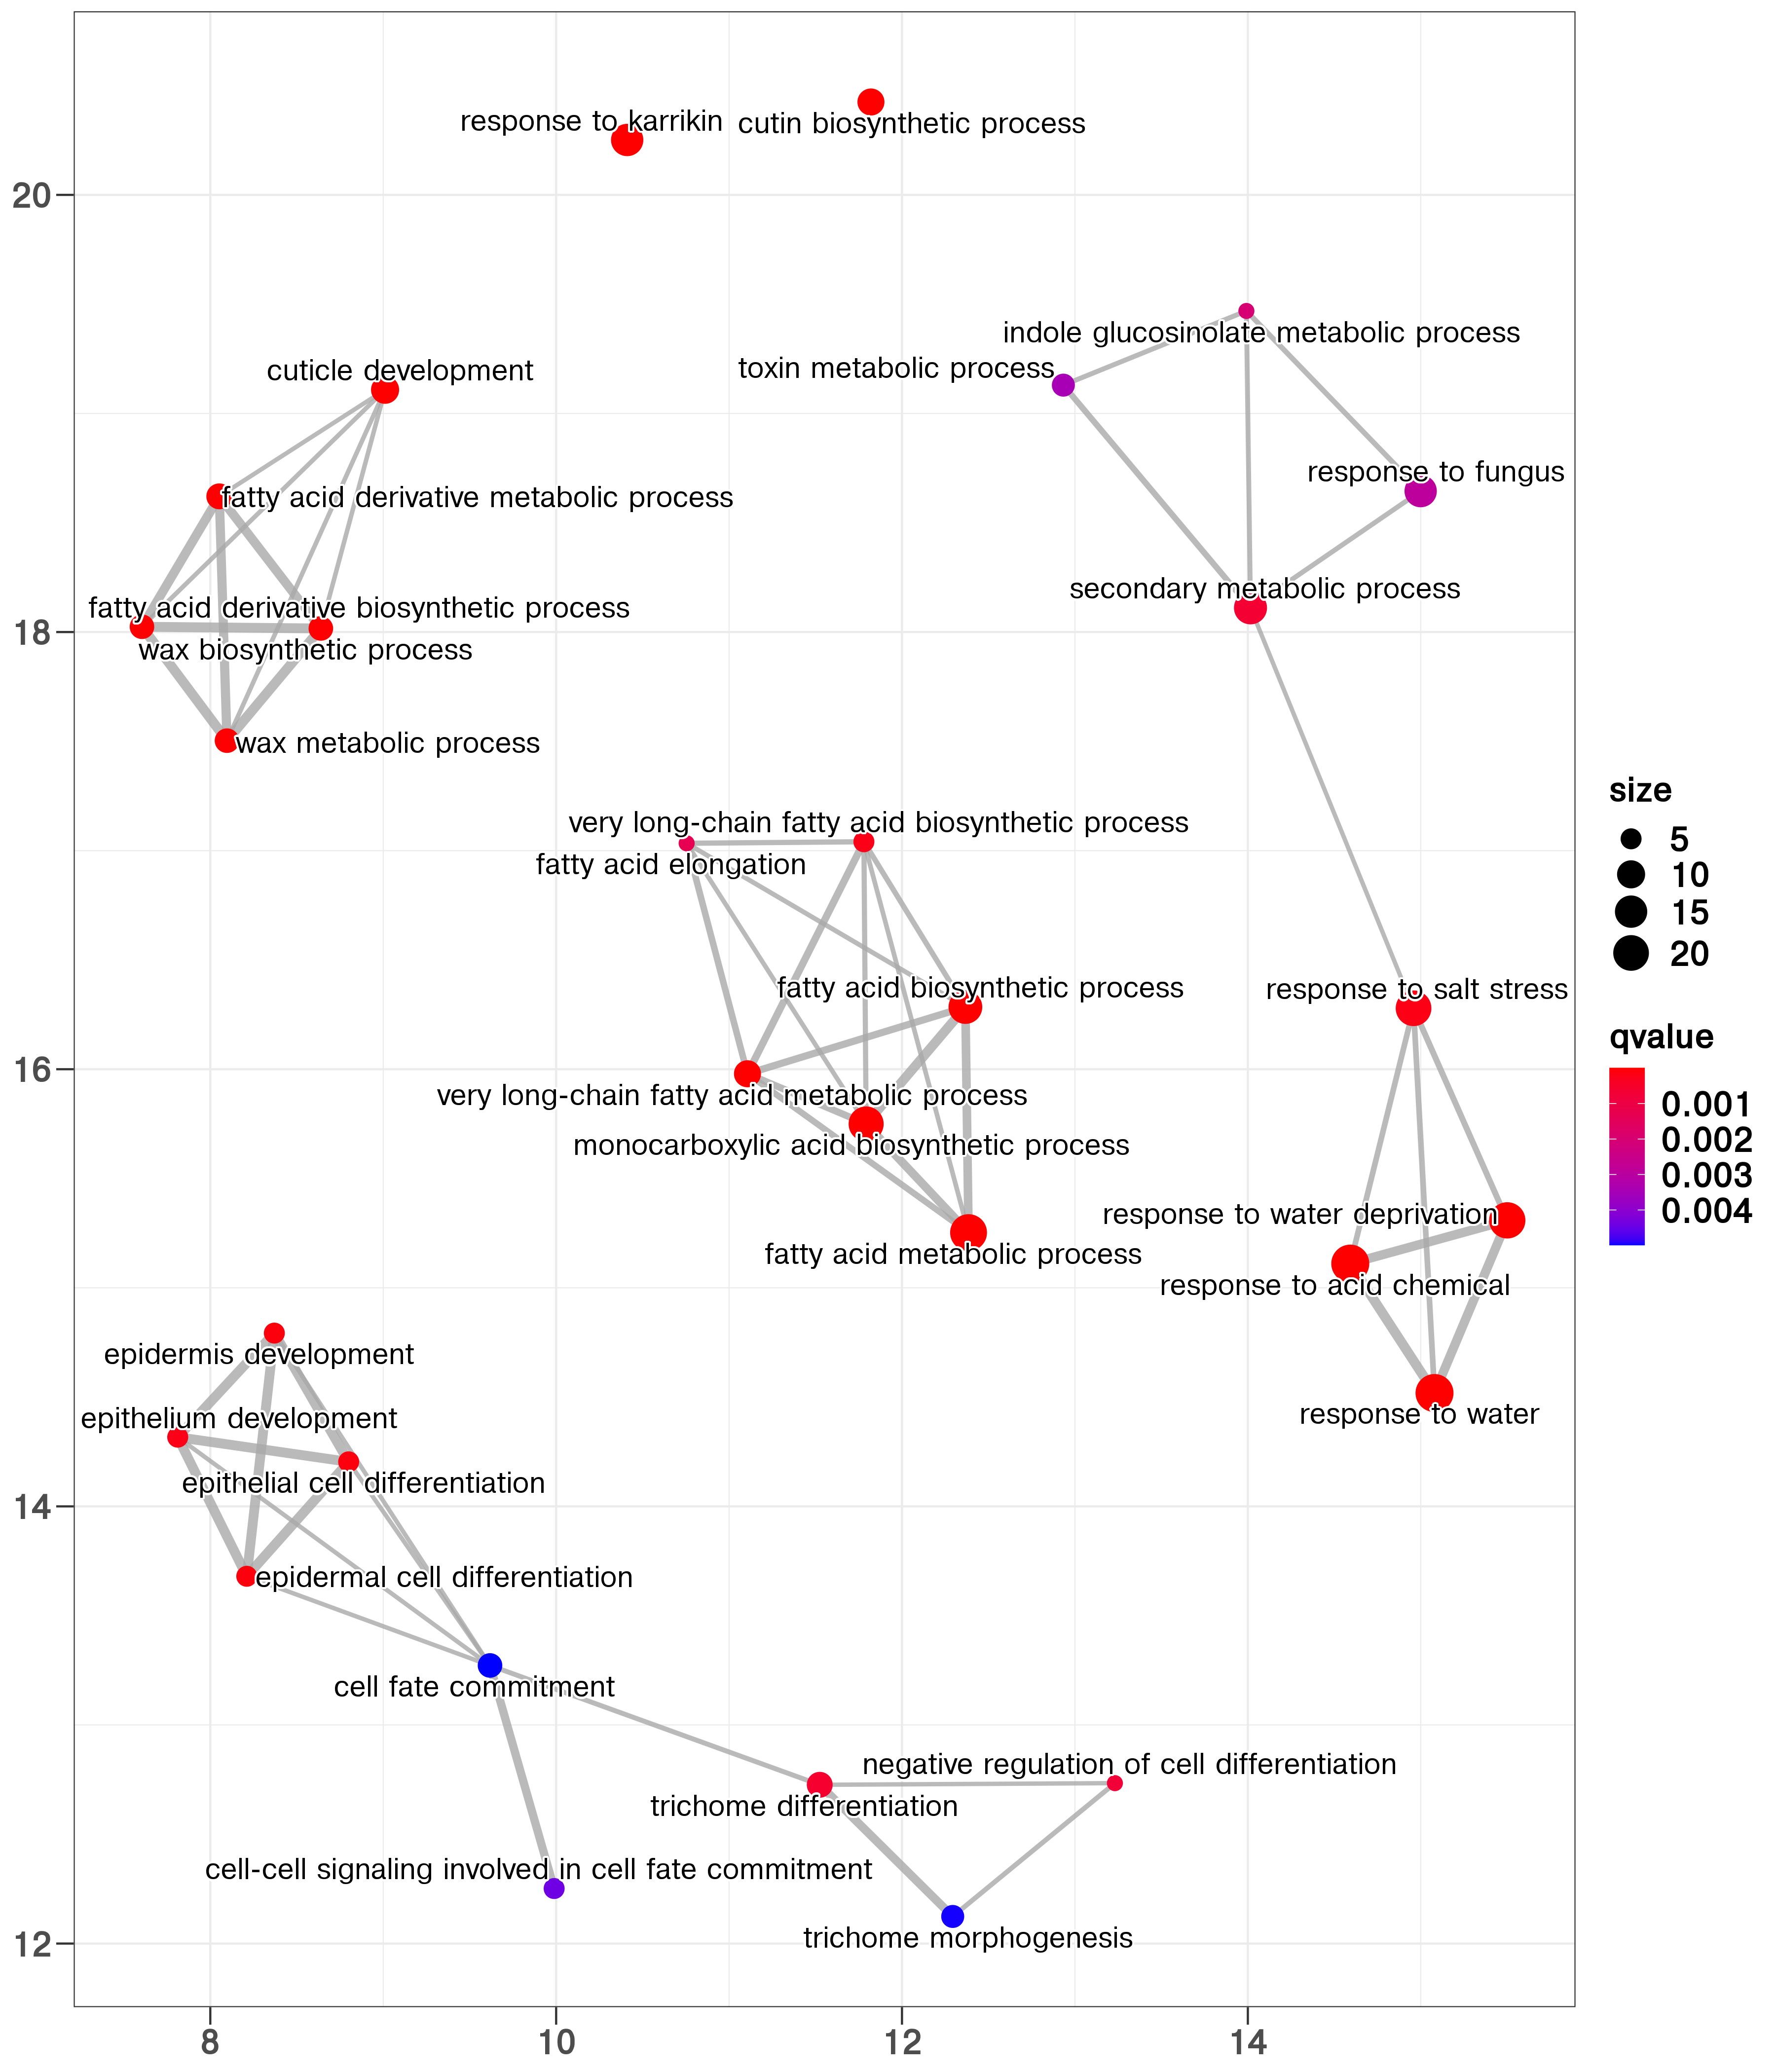 response to karrikin
cutin biosynthetic process
20
indole glucosinolate metabolic process
toxin metabolic process
cuticle development
response to fungus
fatty acid derivative metabolic process
secondary metabolic process
fatty acid derivative biosynthetic process
18
wax biosynthetic process
wax metabolic process
size
5
10
15
20
very long-chain fatty acid biosynthetic process
fatty acid elongation
fatty acid biosynthetic process
response to salt stress
qvalue
0.001
0.002
0.003
0.004
16
very long-chain fatty acid metabolic process
monocarboxylic acid biosynthetic process
response to water deprivation
fatty acid metabolic process
response to acid chemical
epidermis development
response to water
epithelium development
epithelial cell differentiation
14
epidermal cell differentiation
cell fate commitment
negative regulation of cell differentiation
trichome differentiation
cell-cell signaling involved in cell fate commitment
trichome morphogenesis
12
8
10
12
14